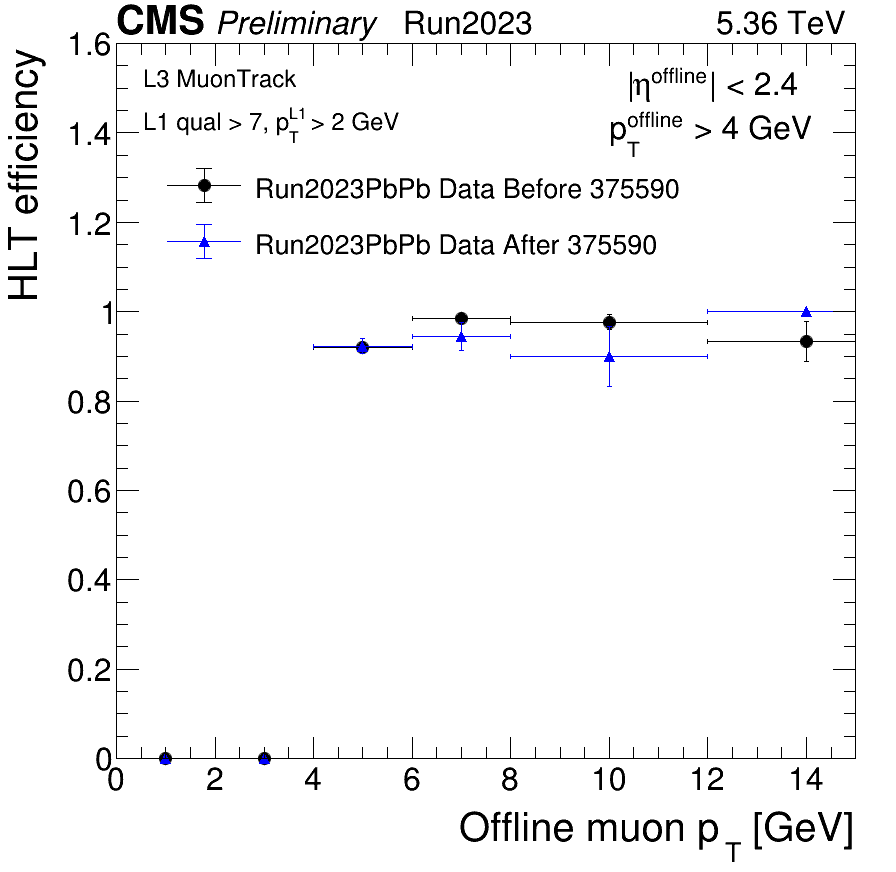 CMS Preliminary Run2023 5.36 TeV
L3 MuonTrack
|η^offline| < 2.4
L1 qual > 7, p_T^L1 > 2 GeV
p_T^offline > 4 GeV
Run2023PbPb Data Before 375590
Run2023PbPb Data After 375590
HLT efficiency
1.6
1.4
1.2
1
0.8
0.6
0.4
0.2
0
0 2 4 6 8 10 12 14
Offline muon p_T [GeV]